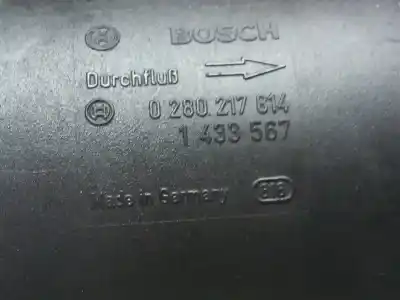 BOSCH
Durchfluß
0 280 217 814
1 433 567
Made in Germany